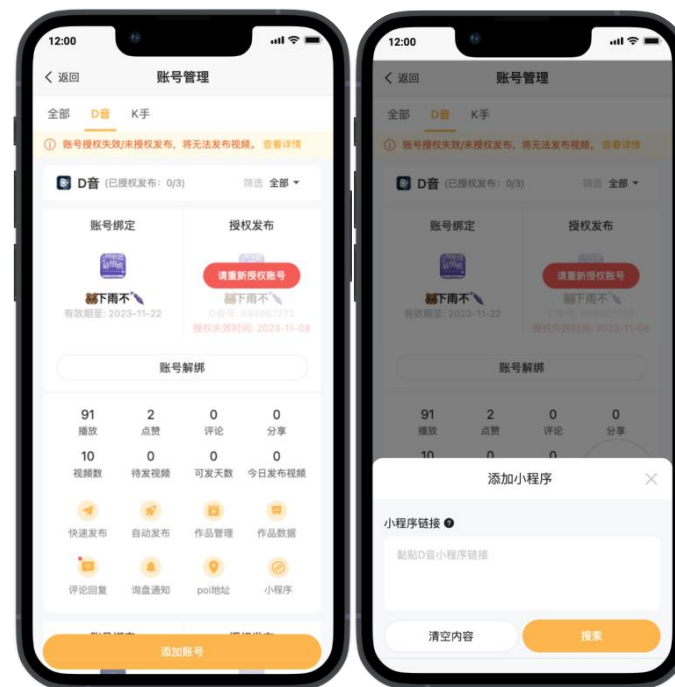 12:00
返回
账号管理
全部
D音
K手
账号授权失效/未授权发布，将无法发布视频。查看详情
D音 (已授权发布：0/3)
筛选 全部
账号绑定
授权发布
请重新授权账号
下雨不
下雨不
有效期至: 2023-11-22
授权失效时间: 2023-11-08
账号解绑
91
2
0
0
播放
点赞
评论
分享
10
0
0
0
视频数
待发视频
可发天数
今日发布视频
快速发布
自动发布
作品管理
作品数据
评论回复
询盘通知
poi地址
小程序
添加账号
12:00
返回
账号管理
全部
D音
K手
账号授权失效/未授权发布，将无法发布视频。查看详情
D音 (已授权发布：0/3)
筛选 全部
账号绑定
授权发布
请重新授权账号
下雨不
下雨不
有效期至: 2023-11-22
授权失效时间: 2023-11-08
账号解绑
91
2
0
0
播放
点赞
评论
分享
10
0
0
添加小程序
小程序链接
黏贴D音小程序链接
清空内容
搜索